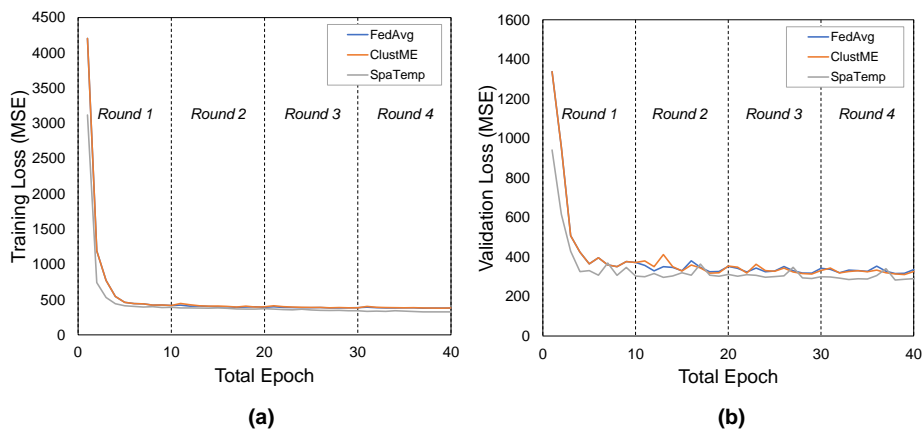 4500
4000
3500
3000
2500
2000
1500
1000
500
0
Training Loss (MSE)
FedAvg
ClustME
SpaTemp
Round 1 Round 2 Round 3 Round 4
0 10 20 30 40
Total Epoch
(a)
1600
1400
1200
1000
800
600
400
200
0
Validation Loss (MSE)
FedAvg
ClustME
SpaTemp
Round 1 Round 2 Round 3 Round 4
0 10 20 30 40
Total Epoch
(b)